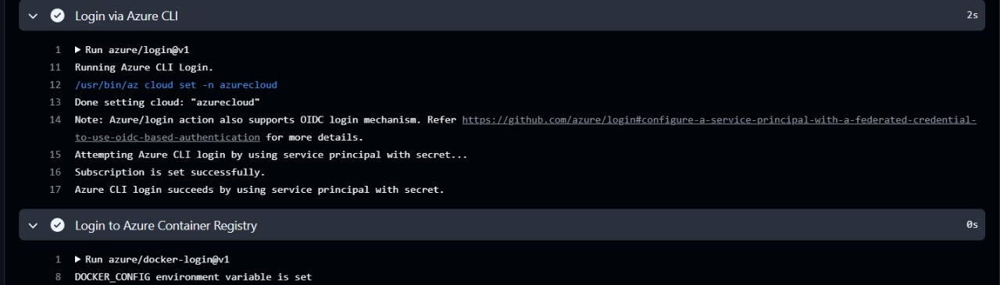 Login via Azure CLI 2s
1 Run azure/login@v1
11 Running Azure CLI Login.
12 /usr/bin/az cloud set -n azurecloud
13 Done setting cloud: "azurecloud"
14 Note: Azure/login action also supports OIDC login mechanism. Refer https://github.com/azure/login#configure-a-service-principal-with-a-federated-credential-
to-use-oidc-based-authentication for more details.
15 Attempting Azure CLI login by using service principal with secret...
16 Subscription is set successfully.
17 Azure CLI login succeeds by using service principal with secret.
Login to Azure Container Registry 0s
1 Run azure/docker-login@v1
8 DOCKER_CONFIG environment variable is set